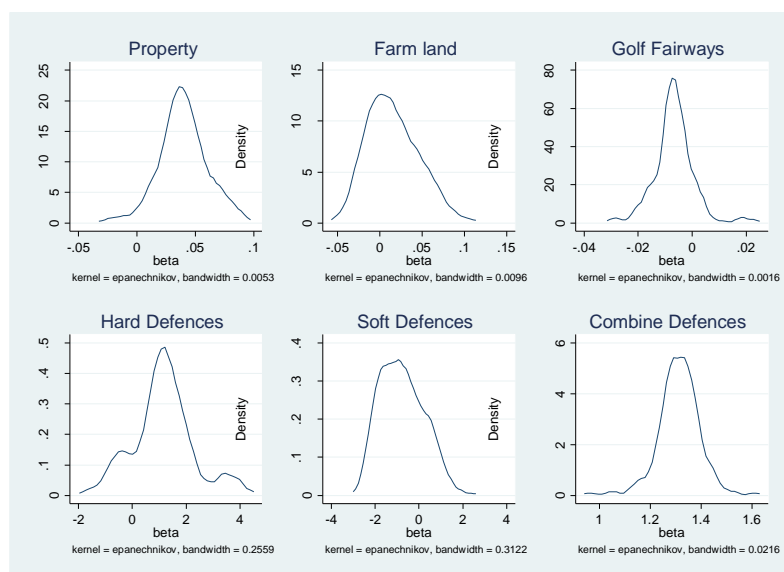 Property
25
20
15
10
5
0
Density
-.05
0
.05
.1
beta
kernel = epanechnikov, bandwidth = 0.0053
Farm land
15
10
5
0
Density
-.05
0
.05
.1
.15
beta
kernel = epanechnikov, bandwidth = 0.0096
Golf Fairways
80
60
40
20
0
-.04
-.02
0
.02
beta
kernel = epanechnikov, bandwidth = 0.0016
Hard Defences
.5
.4
.3
.2
.1
0
Density
-2
0
2
4
beta
kernel = epanechnikov, bandwidth = 0.2559
Soft Defences
.4
.3
.2
.1
0
Density
-4
-2
0
2
4
beta
kernel = epanechnikov, bandwidth = 0.3122
Combine Defences
6
4
2
0
1
1.2
1.4
1.6
beta
kernel = epanechnikov, bandwidth = 0.0216